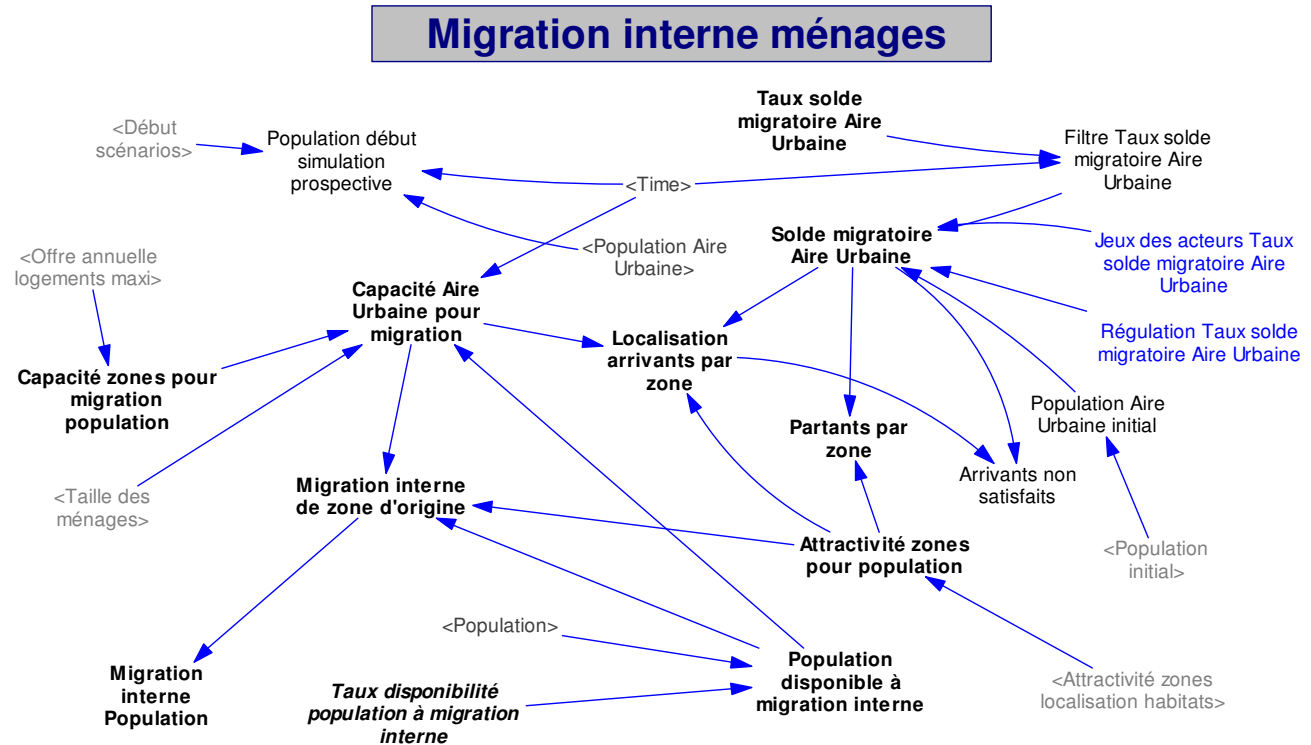 Migration interne ménages
<Début
scénarios>
Population début
simulation
prospective
Taux solde
migratoire Aire
Urbaine
Filtre Taux solde
migratoire Aire
Urbaine
<Time>
<Offre annuelle
logements maxi>
<Population Aire
Urbaine>
Solde migratoire
Aire Urbaine
Jeux des acteurs Taux
solde migratoire Aire
Urbaine
Capacité Aire
Urbaine pour
migration
Localisation
arrivants par
zone
Régulation Taux solde
migratoire Aire Urbaine
Capacité zones pour
migration
population
Partants par
zone
Population Aire
Urbaine initial
<Taille des
ménages>
Migration interne
de zone d'origine
Arrivants non
satisfaits
Attractivité zones
pour population
<Population
initial>
<Population>
Migration
interne
Population
Taux disponibilité
population à migration
interne
Population
disponible à
migration interne
<Attractivité zones
localisation habitats>